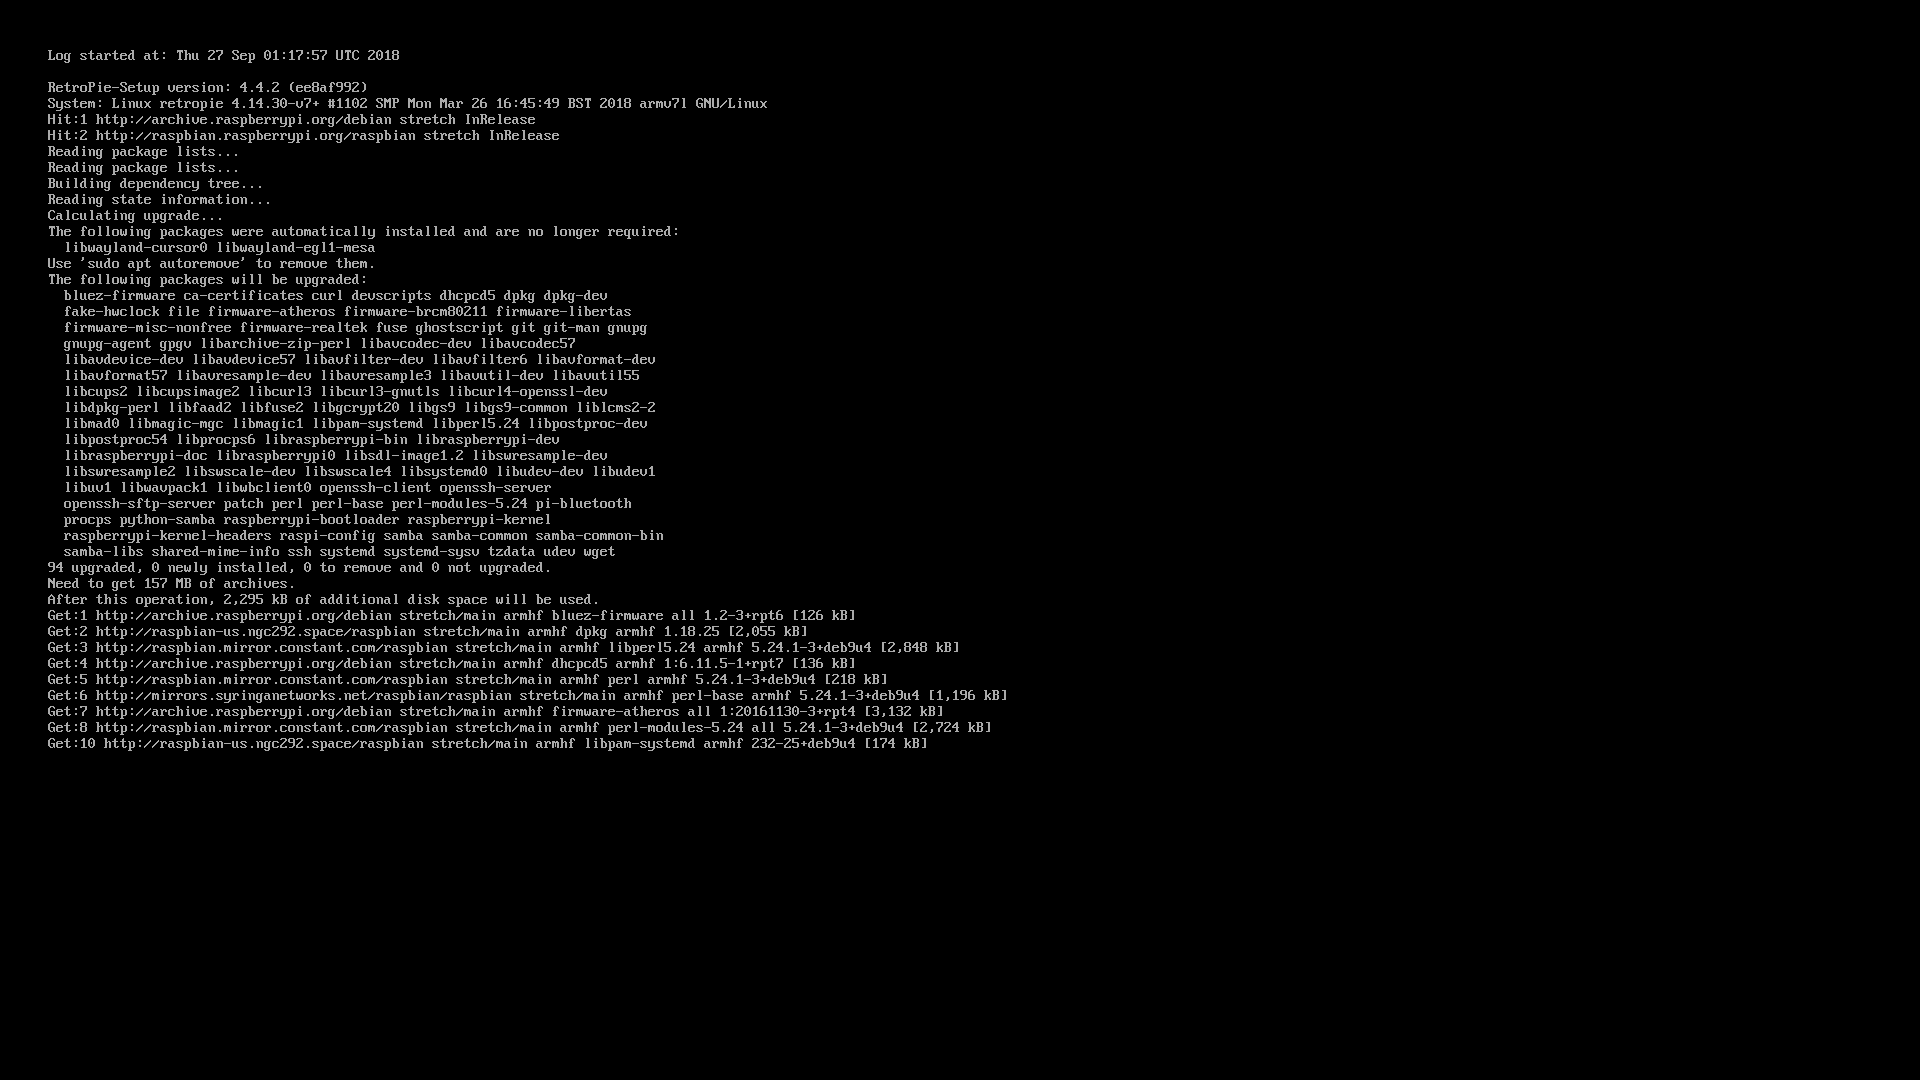 Log started at: Thu 27 Sep 01:17:57 UTC 2018
RetroPie-Setup version: 4.4.2 (ee8af992)
System: Linux retropie 4.14.30-v7+ #1102 SMP Mon Mar 26 16:45:49 BST 2018 armv7l GNU/Linux
Hit:1 http://archive.raspberrypi.org/debian stretch InRelease
Hit:2 http://raspbian.raspberrypi.org/raspbian stretch InRelease
Reading package lists...
Reading package lists...
Building dependency tree...
Reading state information...
Calculating upgrade...
The following packages were automatically installed and are no longer required:
  libwayland-cursor0 libwayland-egl1-mesa
Use 'sudo apt autoremove' to remove them.
The following packages will be upgraded:
  bluez-firmware ca-certificates curl devscripts dhcpcd5 dpkg dpkg-dev
  fake-hwclock file firmware-atheros firmware-brcm80211 firmware-libertas
  firmware-misc-nonfree firmware-realtek fuse ghostscript git git-man gnupg
  gnupg-agent gpgv libarchive-zip-perl libavcodec-dev libavcodec57
  libavdevice-dev libavdevice57 libavfilter-dev libavfilter6 libavformat-dev
  libavformat57 libavresample-dev libavresample3 libavutil-dev libavutil55
  libcups2 libcupsimage2 libcurl3 libcurl3-gnutls libcurl4-openssl-dev
  libdpkg-perl libfaad2 libfuse2 libgcrypt20 libgs9 libgs9-common liblcms2-2
  libmad0 libmagic-mgc libmagic1 libpam-systemd libperl5.24 libpostproc-dev
  libpostproc54 libprocps6 libraspberrypi-bin libraspberrypi-dev
  libraspberrypi-doc libraspberrypi0 libsdl-image1.2 libswresample-dev
  libswresample2 libswscale-dev libswscale4 libsystemd0 libudev-dev libudev1
  libuv1 libwavpack1 libwbclient0 openssh-client openssh-server
  openssh-sftp-server patch perl perl-base perl-modules-5.24 pi-bluetooth
  procps python-samba raspberrypi-bootloader raspberrypi-kernel
  raspberrypi-kernel-headers raspi-config samba samba-common samba-common-bin
  samba-libs shared-mime-info ssh systemd systemd-sysv tzdata udev wget
94 upgraded, 0 newly installed, 0 to remove and 0 not upgraded.
Need to get 157 MB of archives.
After this operation, 2,295 kB of additional disk space will be used.
Get:1 http://archive.raspberrypi.org/debian stretch/main armhf bluez-firmware all 1.2-3+rpt6 [126 kB]
Get:2 http://raspbian-us.ngc292.space/raspbian stretch/main armhf dpkg armhf 1.18.25 [2,055 kB]
Get:3 http://raspbian.mirror.constant.com/raspbian stretch/main armhf libperl5.24 armhf 5.24.1-3+deb9u4 [2,848 kB]
Get:4 http://archive.raspberrypi.org/debian stretch/main armhf dhcpcd5 armhf 1:6.11.5-1+rpt7 [136 kB]
Get:5 http://raspbian.mirror.constant.com/raspbian stretch/main armhf perl armhf 5.24.1-3+deb9u4 [218 kB]
Get:6 http://mirrors.syringanetworks.net/raspbian/raspbian stretch/main armhf perl-base armhf 5.24.1-3+deb9u4 [1,196 kB]
Get:7 http://archive.raspberrypi.org/debian stretch/main armhf firmware-atheros all 1:20161130-3+rpt4 [3,132 kB]
Get:8 http://raspbian.mirror.constant.com/raspbian stretch/main armhf perl-modules-5.24 all 5.24.1-3+deb9u4 [2,724 kB]
Get:10 http://raspbian-us.ngc292.space/raspbian stretch/main armhf libpam-systemd armhf 232-25+deb9u4 [174 kB]